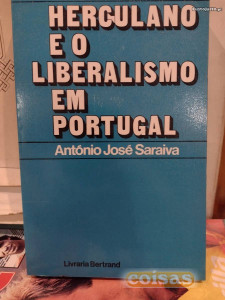 HERCULANO
E O
LIBERALISMO
EM
PORTUGAL
António José Saraiva
Livraria Bertrand
coisas